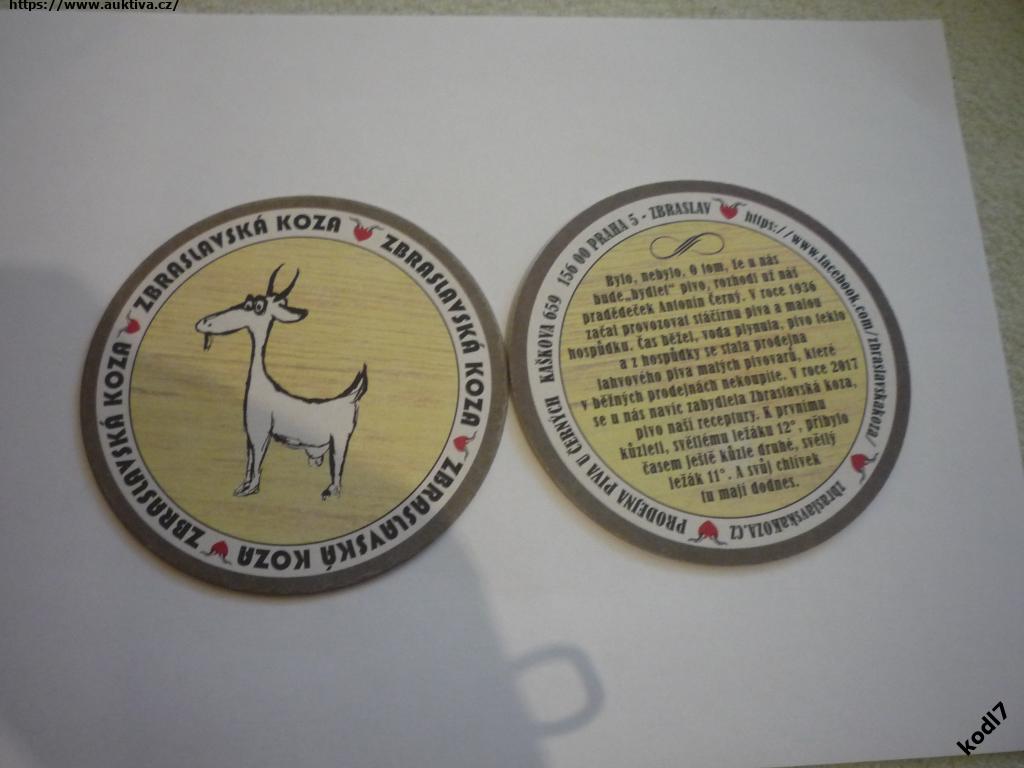 https://www.auktiva.cz/
ZBRASLAVSKÁ KOZA
ZBRASLAVSKÁ KOZA
ZBRASLAVSKÁ KOZA
ZBRASLAVSKÁ KOZA
PRODEJNA PIVA U ČERNÝCH KAŠKOVA 659 156 00 PRAHA 5 - ZBRASLAV
https://www.facebook.com/zbraslavskakoza/
zbraslavskaKOZA.CZ
Bylo, nebylo. O tom, že u nás
bude „bydlet“ pivo, rozhodl už náš
pradědeček Antonín Černý. V roce 1936
začal provozovat stáčírnu piva a malou
hospůdku. Čas běžel, voda plynula, pivo teklo
a z hospůdky se stala prodejna
lahvového piva malých pivovarů, které
v běžných prodejnách nekoupíte. V roce 2017
se u nás navíc zabydlela Zbraslavská koza,
pivo naší receptury. K prvnímu
kůzleti, světlému ležáku 12°, přibylo
časem ještě kůzle druhé, světlý
ležák 11°. A svůj chlívek
tu mají dodnes.
kodl7